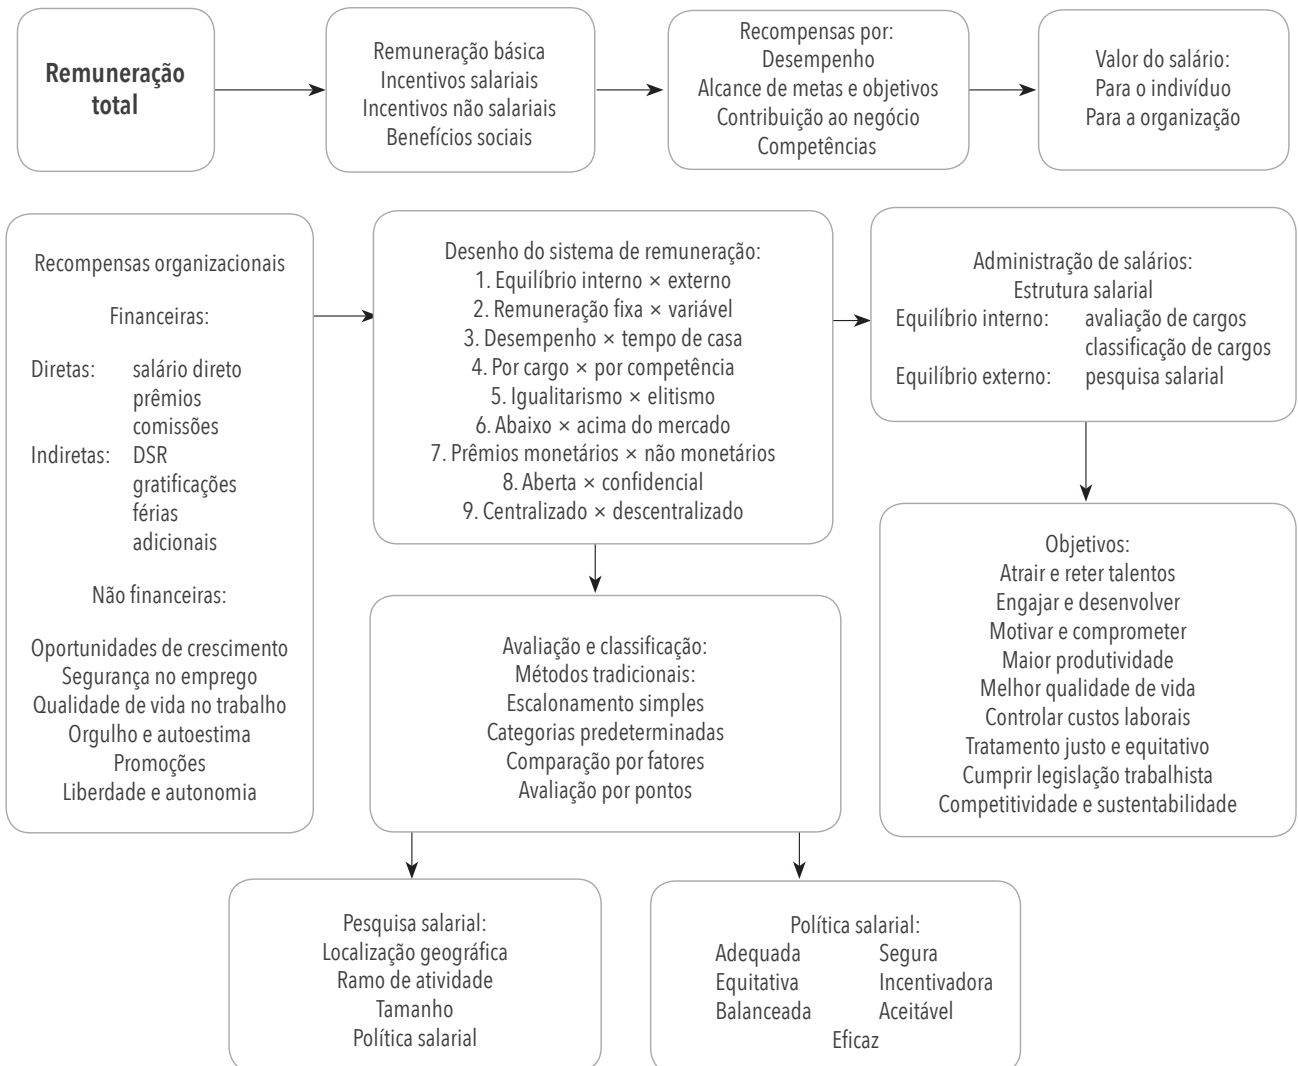 Remuneração
total
Remuneração básica
Incentivos salariais
Incentivos não salariais
Benefícios sociais
Recompensas por:
Desempenho
Alcance de metas e objetivos
Contribuição ao negócio
Competências
Valor do salário:
Para o indivíduo
Para a organização
Recompensas organizacionais
Financeiras:
Diretas: salário direto
prêmios
comissões
Indiretas: DSR
gratificações
férias
adicionais
Não financeiras:
Oportunidades de crescimento
Segurança no emprego
Qualidade de vida no trabalho
Orgulho e autoestima
Promoções
Liberdade e autonomia
Desenho do sistema de remuneração:
1. Equilíbrio interno × externo
2. Remuneração fixa × variável
3. Desempenho × tempo de casa
4. Por cargo × por competência
5. Igualitarismo × elitismo
6. Abaixo × acima do mercado
7. Prêmios monetários × não monetários
8. Aberta × confidencial
9. Centralizado × descentralizado
Administração de salários:
Estrutura salarial
Equilíbrio interno: avaliação de cargos
classificação de cargos
Equilíbrio externo: pesquisa salarial
Objetivos:
Atrair e reter talentos
Engajar e desenvolver
Motivar e comprometer
Maior produtividade
Melhor qualidade de vida
Controlar custos laborais
Tratamento justo e equitativo
Cumprir legislação trabalhista
Competitividade e sustentabilidade
Avaliação e classificação:
Métodos tradicionais:
Escalonamento simples
Categorias predeterminadas
Comparação por fatores
Avaliação por pontos
Pesquisa salarial:
Localização geográfica
Ramo de atividade
Tamanho
Política salarial
Política salarial:
Adequada Segura
Equitativa Incentivadora
Balanceada Aceitável
Eficaz